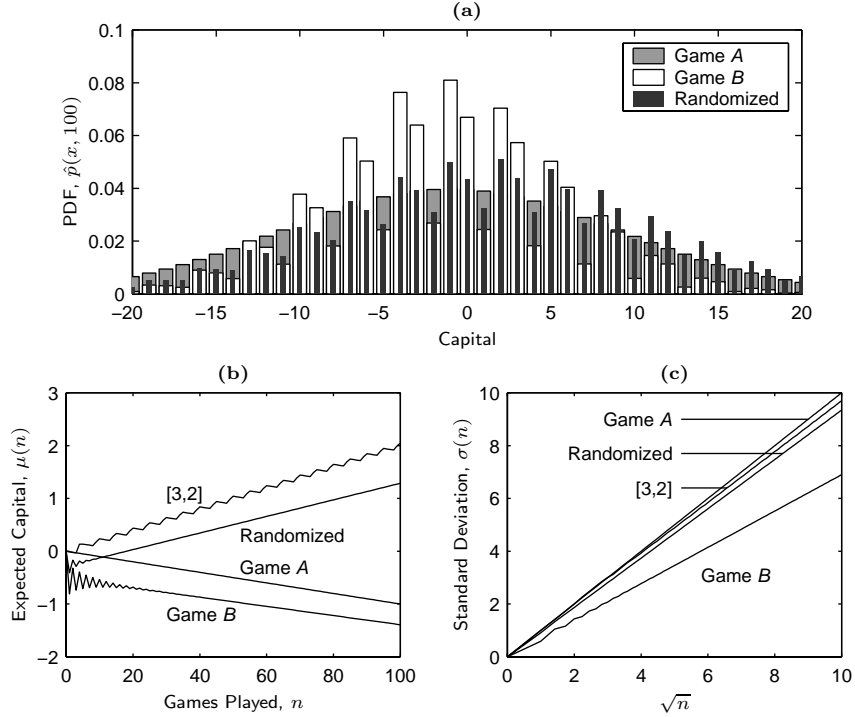 (a)
0.1
0.08
0.06
0.04
0.02
0
PDF, p̂(x, 100)
Game A
Game B
Randomized
−20
−15
−10
−5
0
5
10
15
20
Capital
(b)
3
2
1
0
−1
−2
Expected Capital, μ(n)
[3,2]
Randomized
Game A
Game B
0
20
40
60
80
100
Games Played, n
(c)
10
8
6
4
2
0
Standard Deviation, σ(n)
Game A
Randomized
[3,2]
Game B
0
2
4
6
8
10
√n